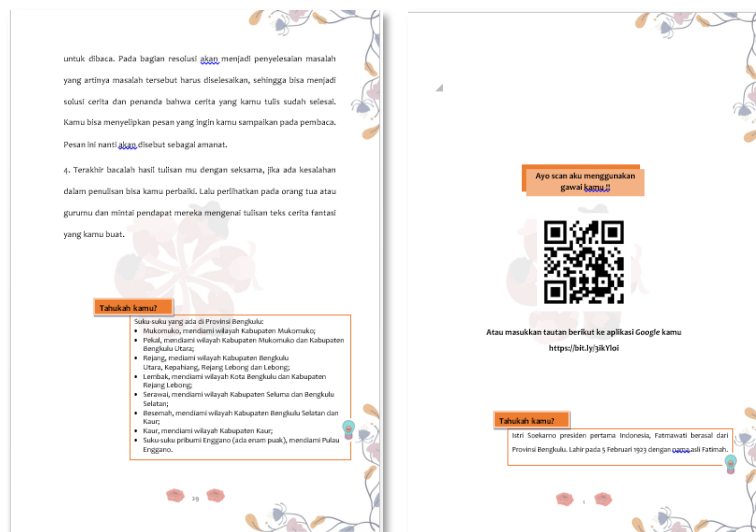 untuk dibaca. Pada bagian resolusi akan menjadi penyelesaian masalah
yang artinya masalah tersebut harus diselesaikan, sehingga bisa menjadi
solusi cerita dan penanda bahwa cerita yang kamu tulis sudah selesai.
Kamu bisa menyelipkan pesan yang ingin kamu sampaikan pada pembaca.
Pesan ini nanti akan disebut sebagai amanat.
4. Terakhir bacalah hasil tulisan mu dengan seksama, jika ada kesalahan
dalam penulisan bisa kamu perbaiki. Lalu perlihatkan pada orang tua atau
gurumu dan mintai pendapat mereka mengenai tulisan teks cerita fantasi
yang kamu buat.
Tahukah kamu?
Suku-suku yang ada di Provinsi Bengkulu:
• Mukomuko, mendiami wilayah Kabupaten Mukomuko;
• Pekal, mendiami wilayah Kabupaten Mukomuko dan Kabupaten
Bengkulu Utara;
• Rejang, mediami wilayah Kabupaten Bengkulu
Utara, Kepahiang, Rejang Lebong dan Lebong;
• Lembak, mendiami wilayah Kota Bengkulu dan Kabupaten
Rejang Lebong;
• Serawai, mendiami wilayah Kabupaten Seluma dan Bengkulu
Selatan;
• Besemah, mendiami wilayah Kabupaten Bengkulu Selatan dan
Kaur;
• Kaur, mendiami wilayah Kabupaten Kaur;
• Suku-suku pribumi Enggano (ada enam puak), mendiami Pulau
Enggano.
29
Ayo scan aku menggunakan
gawai kamu !!
Atau masukkan tautan berikut ke aplikasi Google kamu
https://bit.ly/3ikYloi
Tahukah kamu?
Istri Soekarno presiden pertama Indonesia, Fatmawati berasal dari
Provinsi Bengkulu. Lahir pada 5 Februari 1923 dengan nama asli Fatimah.
1